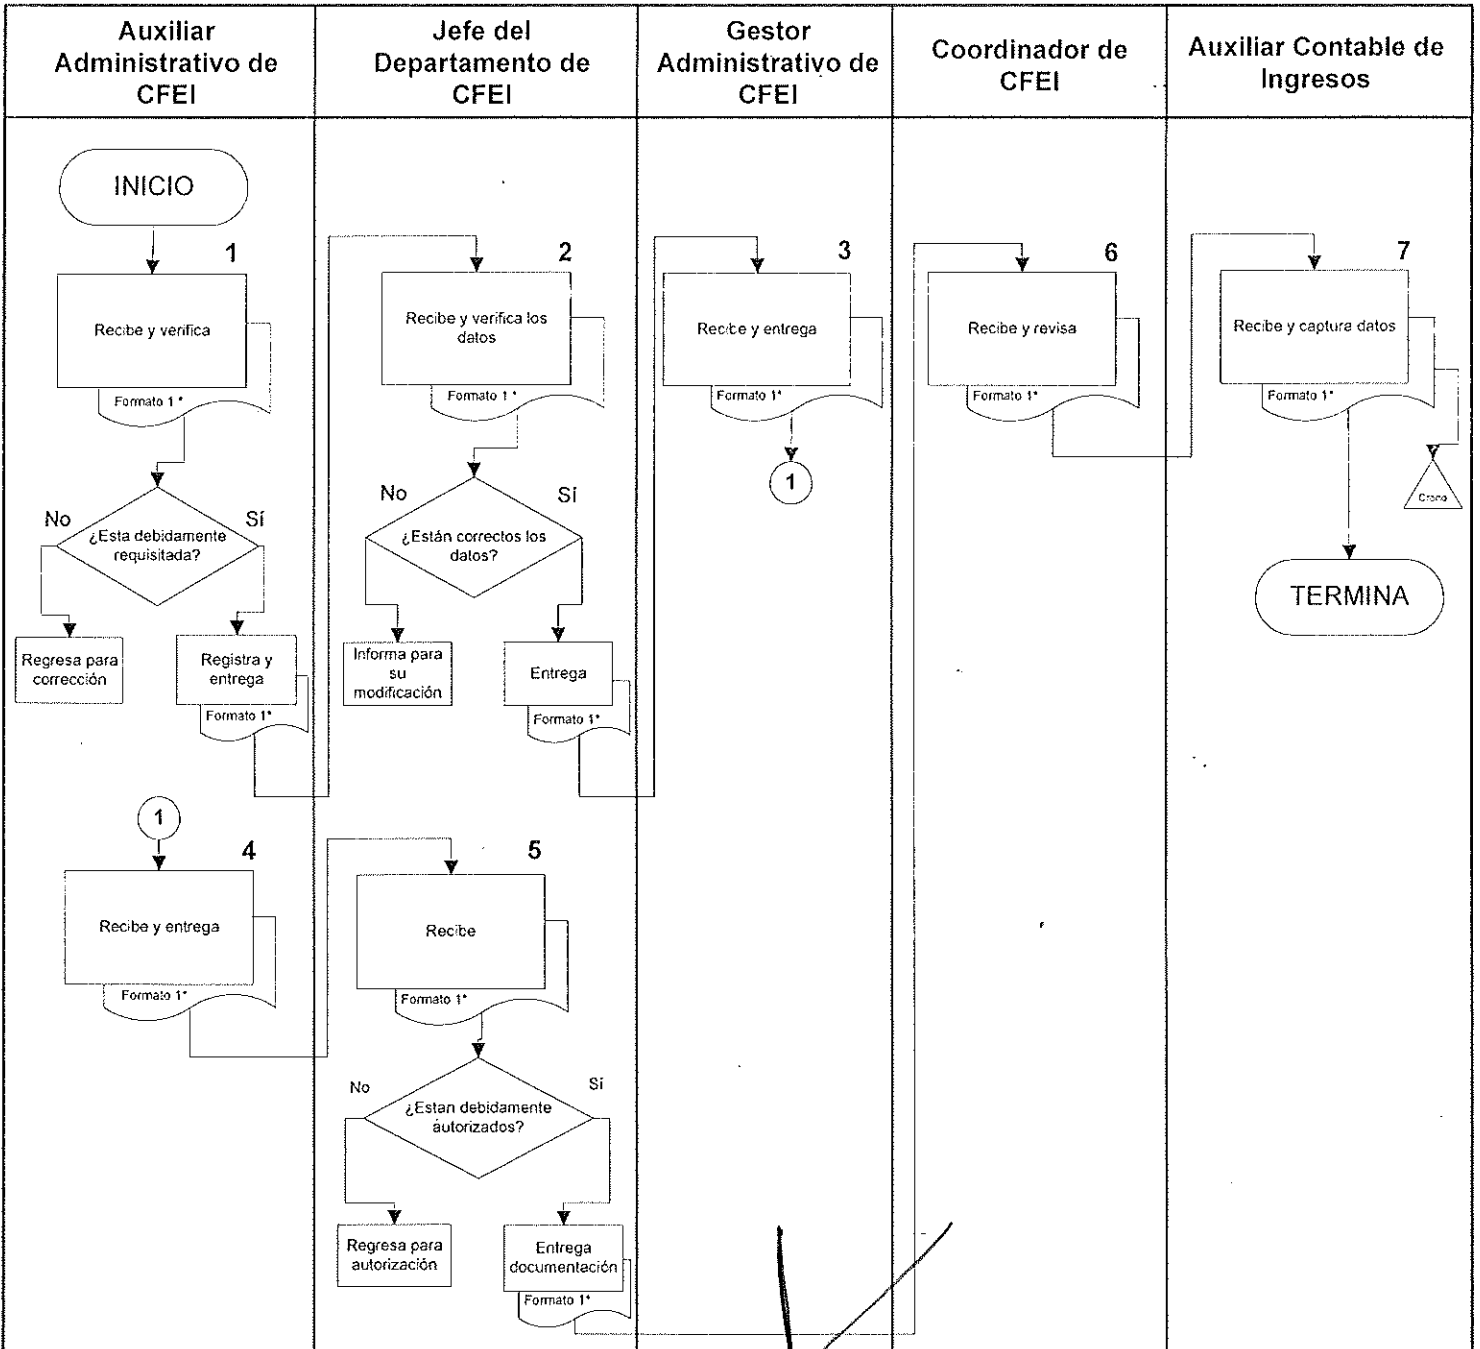 Auxiliar
Administrativo de
CFEI
Jefe del
Departamento de
CFEI
Gestor
Administrativo de
CFEI
Coordinador de
CFEI
Auxiliar Contable de
Ingresos
INICIO
1
Recibe y verifica
Formato 1*
¿Esta debidamente
requisitada?
No
Sí
Regresa para
corrección
Registra y
entrega
Formato 1*
2
Recibe y verifica los
datos
Formato 1*
¿Están correctos los
datos?
No
Sí
Informa para
su
modificación
Entrega
Formato 1*
3
Recibe y entrega
Formato 1*
1
1
4
Recibe y entrega
Formato 1*
5
Recibe
Formato 1*
¿Estan debidamente
autorizados?
No
Sí
Regresa para
autorización
Entrega
documentación
Formato 1*
6
Recibe y revisa
Formato 1*
7
Recibe y captura datos
Formato 1*
Crono
TERMINA